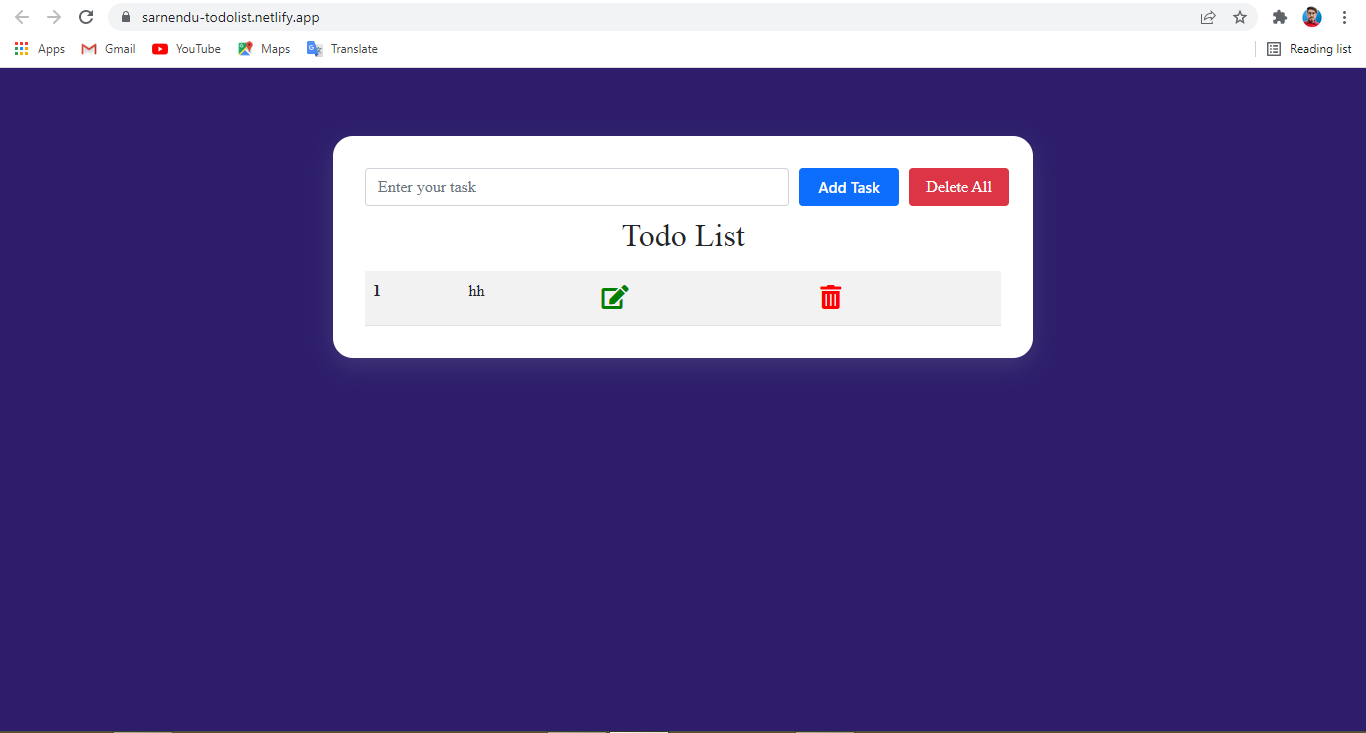 sarnendu-todolist.netlify.app
Apps Gmail YouTube Maps Translate Reading list
Enter your task Add Task Delete All
Todo List
1 hh